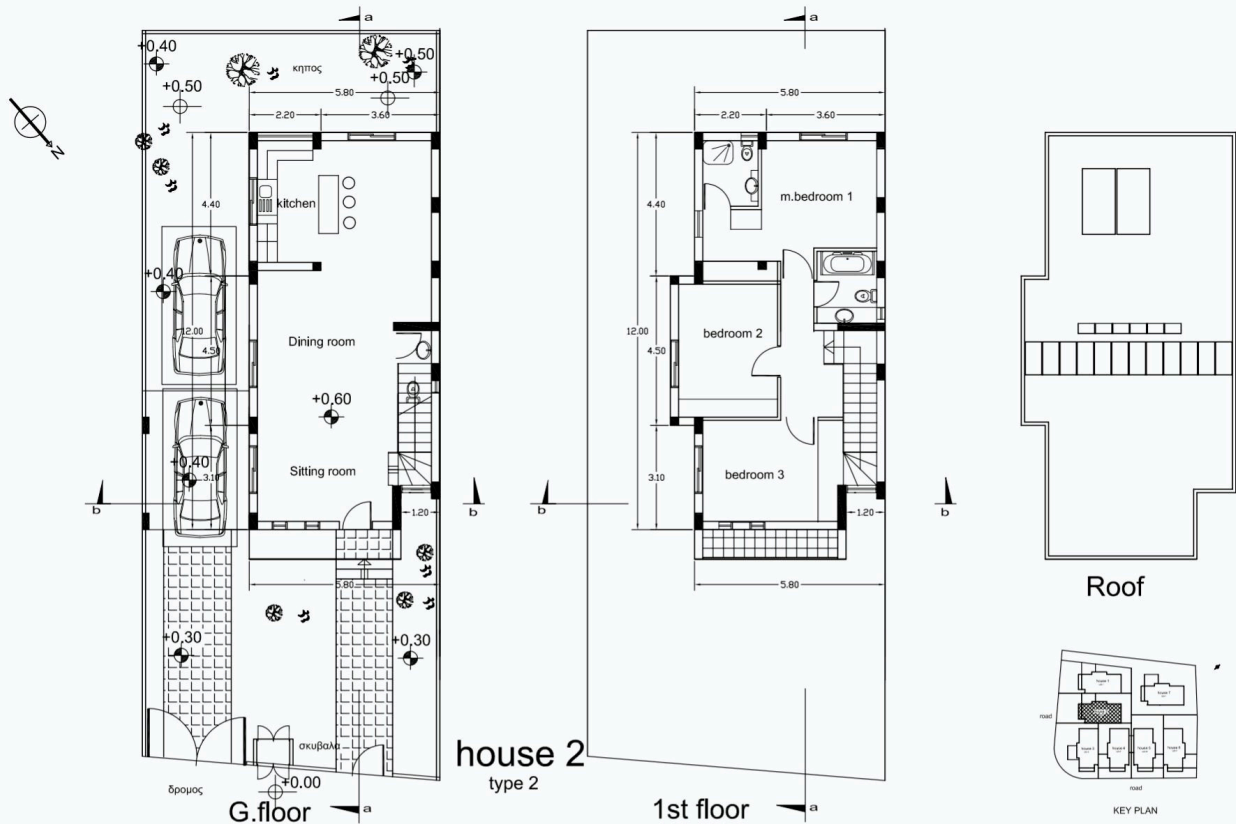 a
+0.40
κηπος
+0.50
+0.50
+0.50
5.80
2.20
3.60
N
kitchen
4.40
+0.40
12.00
4.50
Dining room
+0.60
+0.40
3.10
Sitting room
b
b
1.20
5.80
+0.30
+0.30
σκυβαλα
δρομος
+0.00
a
G.floor
house 2
type 2
a
5.80
2.20
3.60
m.bedroom 1
4.40
12.00
bedroom 2
4.50
bedroom 3
3.10
b
b
1.20
5.80
a
1st floor
Roof
road
road
KEY PLAN